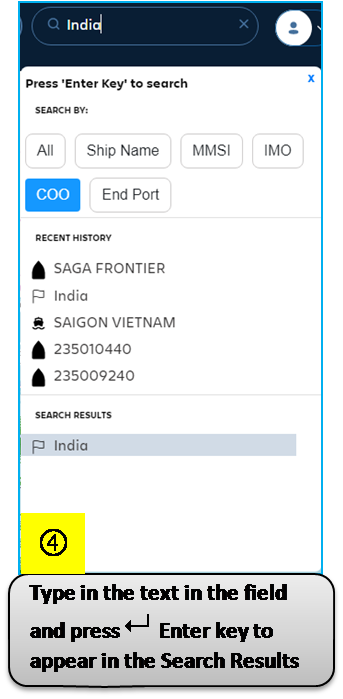 India
Press 'Enter Key' to search x
SEARCH BY:
All Ship Name MMSI IMO
COO End Port
RECENT HISTORY
SAGA FRONTIER
India
SAIGON VIETNAM
235010440
235009240
SEARCH RESULTS
India
④
Type in the text in the field
and press ↵ Enter key to
appear in the Search Results